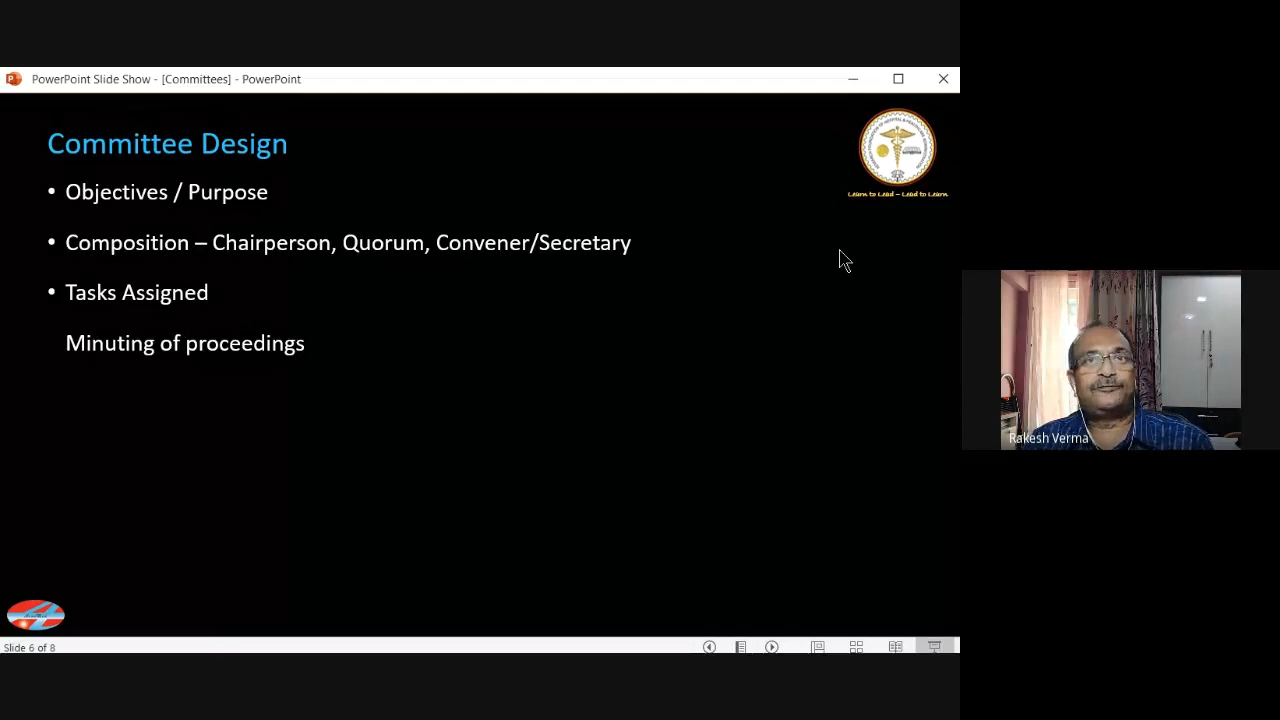 PowerPoint Slide Show - [Committees] - PowerPoint
Committee Design
• Objectives / Purpose
• Composition – Chairperson, Quorum, Convener/Secretary
• Tasks Assigned
Minuting of proceedings
Learn to Lead – Lead to Learn
Rakesh Verma
Slide 6 of 8